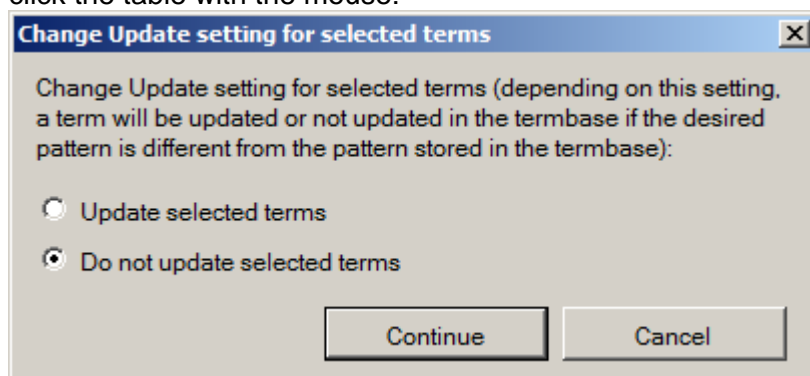 click the table with the mouse.
Change Update setting for selected terms
Change Update setting for selected terms (depending on this setting,
a term will be updated or not updated in the termbase if the desired
pattern is different from the pattern stored in the termbase):
Update selected terms
Do not update selected terms
Continue Cancel